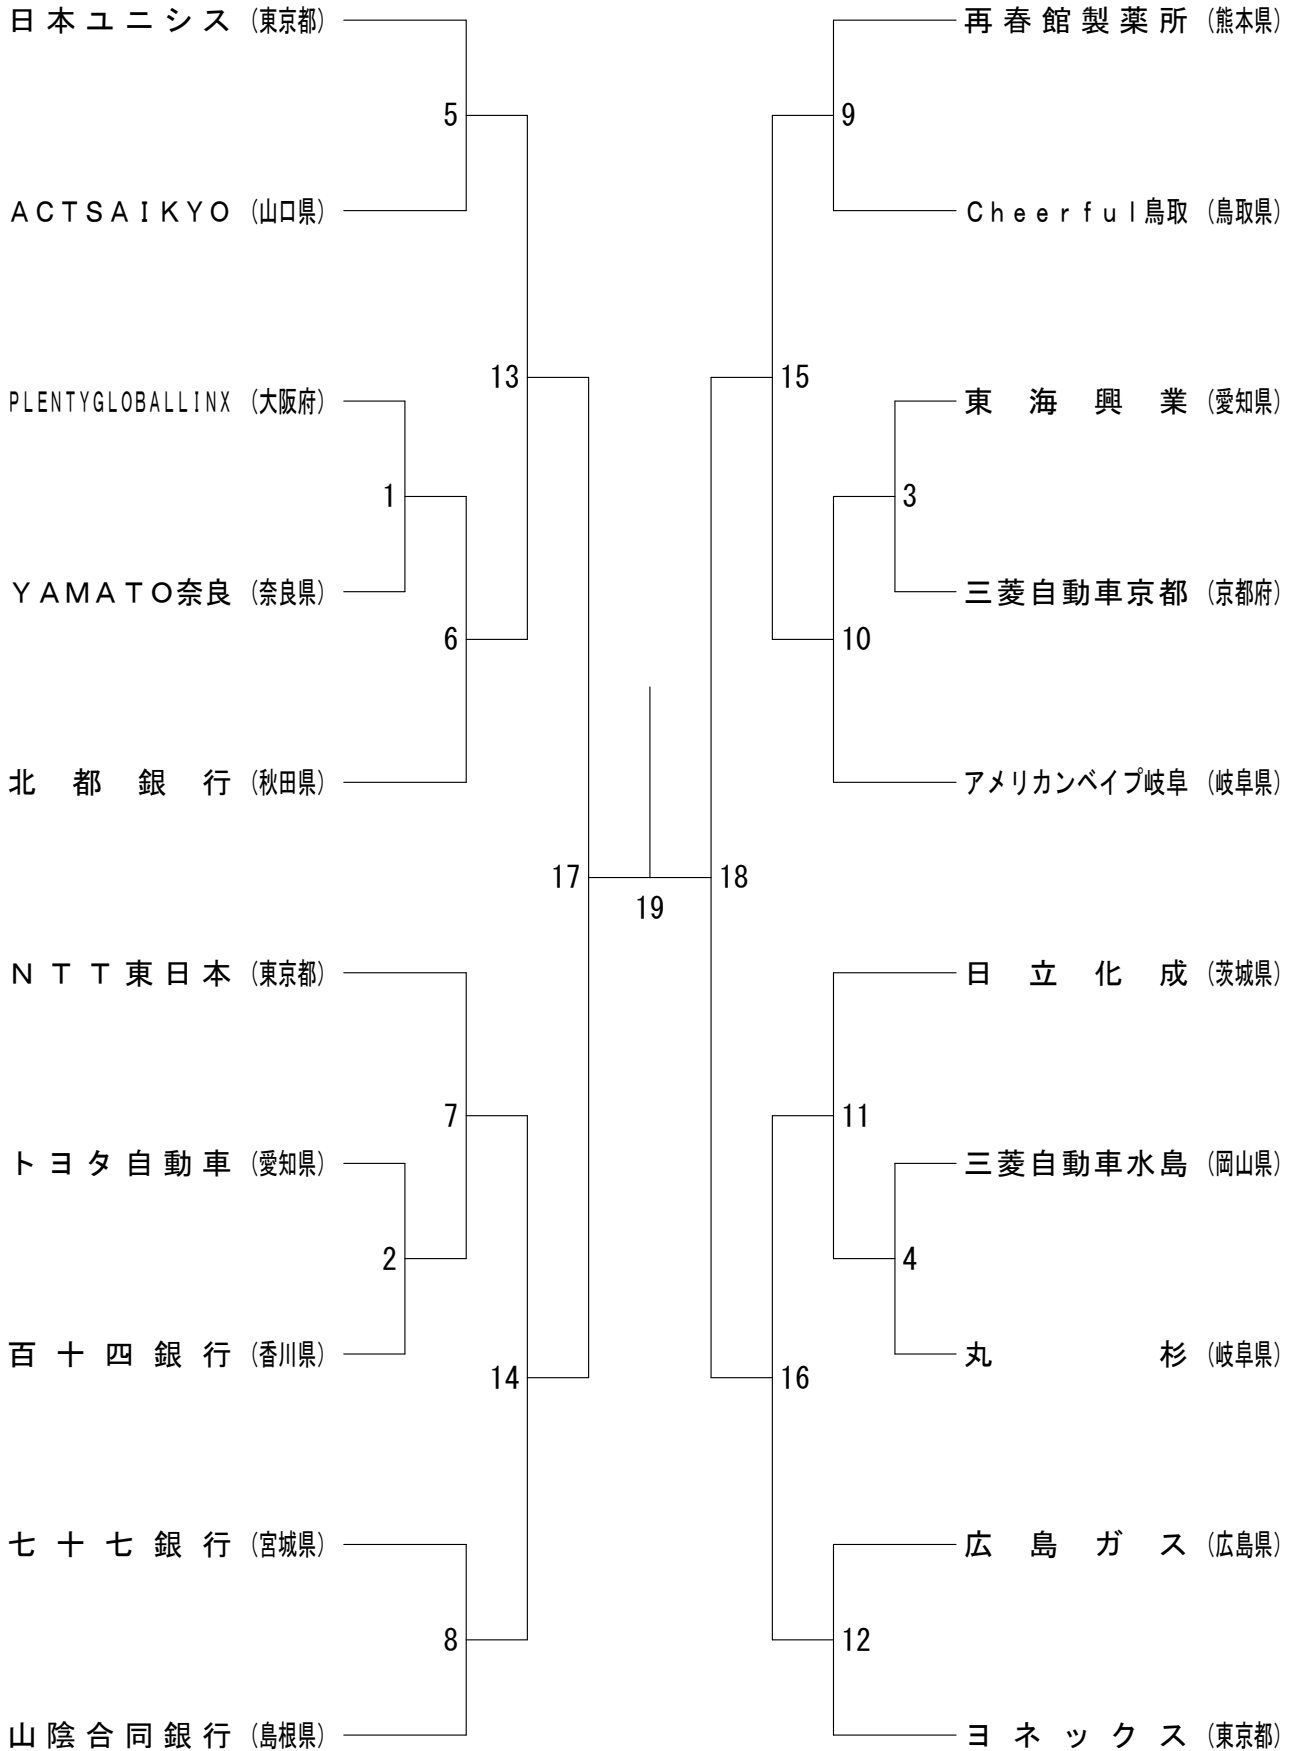 日本ユニシス (東京都)
5
ACTSAIKYO (山口県)
13
PLENTYGLOBALLINX (大阪府)
1
YAMATO奈良 (奈良県)
6
北都銀行 (秋田県)
17
NTT東日本 (東京都)
7
トヨタ自動車 (愛知県)
2
百十四銀行 (香川県)
14
七十七銀行 (宮城県)
8
山陰合同銀行 (島根県)
19
再春館製薬所 (熊本県)
9
Cheerful鳥取 (鳥取県)
15
東海興業 (愛知県)
3
三菱自動車京都 (京都府)
10
アメリカンベイプ岐阜 (岐阜県)
18
日立化成 (茨城県)
11
三菱自動車水島 (岡山県)
4
丸杉 (岐阜県)
16
広島ガス (広島県)
12
ヨネックス (東京都)